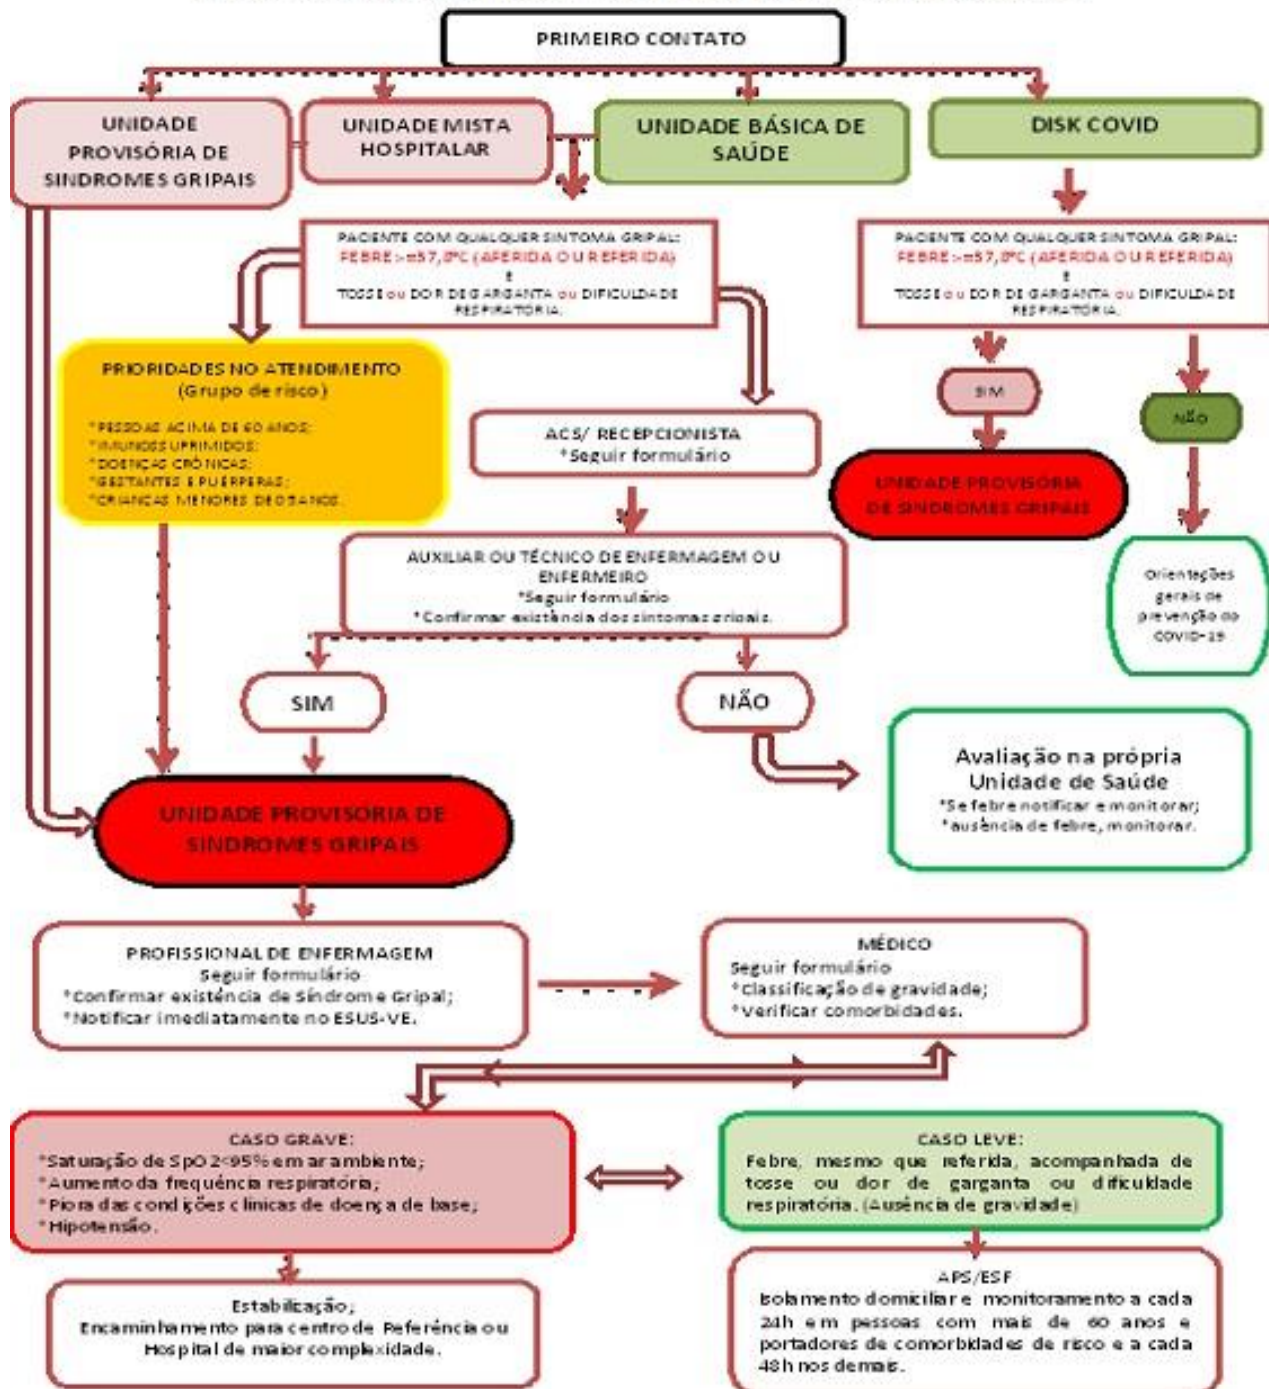 PRIMEIRO CONTATO
UNIDADE
PROVISÓRIA DE
SINDROMES GRIPAIS
UNIDADE MISTA
HOSPITALAR
UNIDADE BÁSICA DE
SAÚDE
DISK COVID
PACIENTE COM QUALQUER SINTOMA GRIPAL:
FEBRE (AFERIDA OU REFERIDA)
E
TOSSE ou DOR DE GARGANTA ou DIFICULDADE
RESPIRATÓRIA.
PACIENTE COM QUALQUER SINTOMA GRIPAL:
FEBRE (AFERIDA OU REFERIDA)
E
TOSSE ou DOR DE GARGANTA ou DIFICULDADE
RESPIRATÓRIA.
PRIORIDADES NO ATENDIMENTO
(Grupo de risco)
*PESSOAS ACIMA DE 60 ANOS;
*IMUNOSSUPRIMIDOS;
*DOENÇAS CRÔNICAS;
*GESTANTES E PUÉRPERAS;
*CRIANÇAS MENORES DE 05 ANOS.
ACS/ RECEPCIONISTA
*Seguir formulário
SIM
NÃO
UNIDADE PROVISÓRIA
DE SINDROMES GRIPAIS
AUXILIAR OU TÉCNICO DE ENFERMAGEM OU
ENFERMEIRO
*Seguir formulário
*Confirmar existência dos sintomas gripais.
Orientações
gerais de
prevenção do
COVID-19
SIM
NÃO
Avaliação na própria
Unidade de Saúde
*Se febre notificar e monitorar;
*ausência de febre, monitorar.
UNIDADE PROVISÓRIA DE
SINDROMES GRIPAIS
PROFISSIONAL DE ENFERMAGEM
Seguir formulário
*Confirmar existência de Síndrome Gripal;
*Notificar imediatamente no ESUS-VE.
MÉDICO
Seguir formulário
*Classificação de gravidade;
*Verificar comorbidades.
CASO GRAVE:
*Saturação de SpO2<95% em ar ambiente;
*Aumento da frequência respiratória;
*Piora das condições clínicas de doença de base;
*Hipotensão.
CASO LEVE:
Febre, mesmo que referida, acompanhada de
tosse ou dor de garganta ou dificuldade
respiratória. (Ausência de gravidade)
Estabilização;
Encaminhamento para centro de Referência ou
Hospital de maior complexidade.
APS/ESF
Isolamento domiciliar e monitoramento a cada
24h em pessoas com mais de 60 anos e
portadores de comorbidades de risco e a cada
48h nos demais.